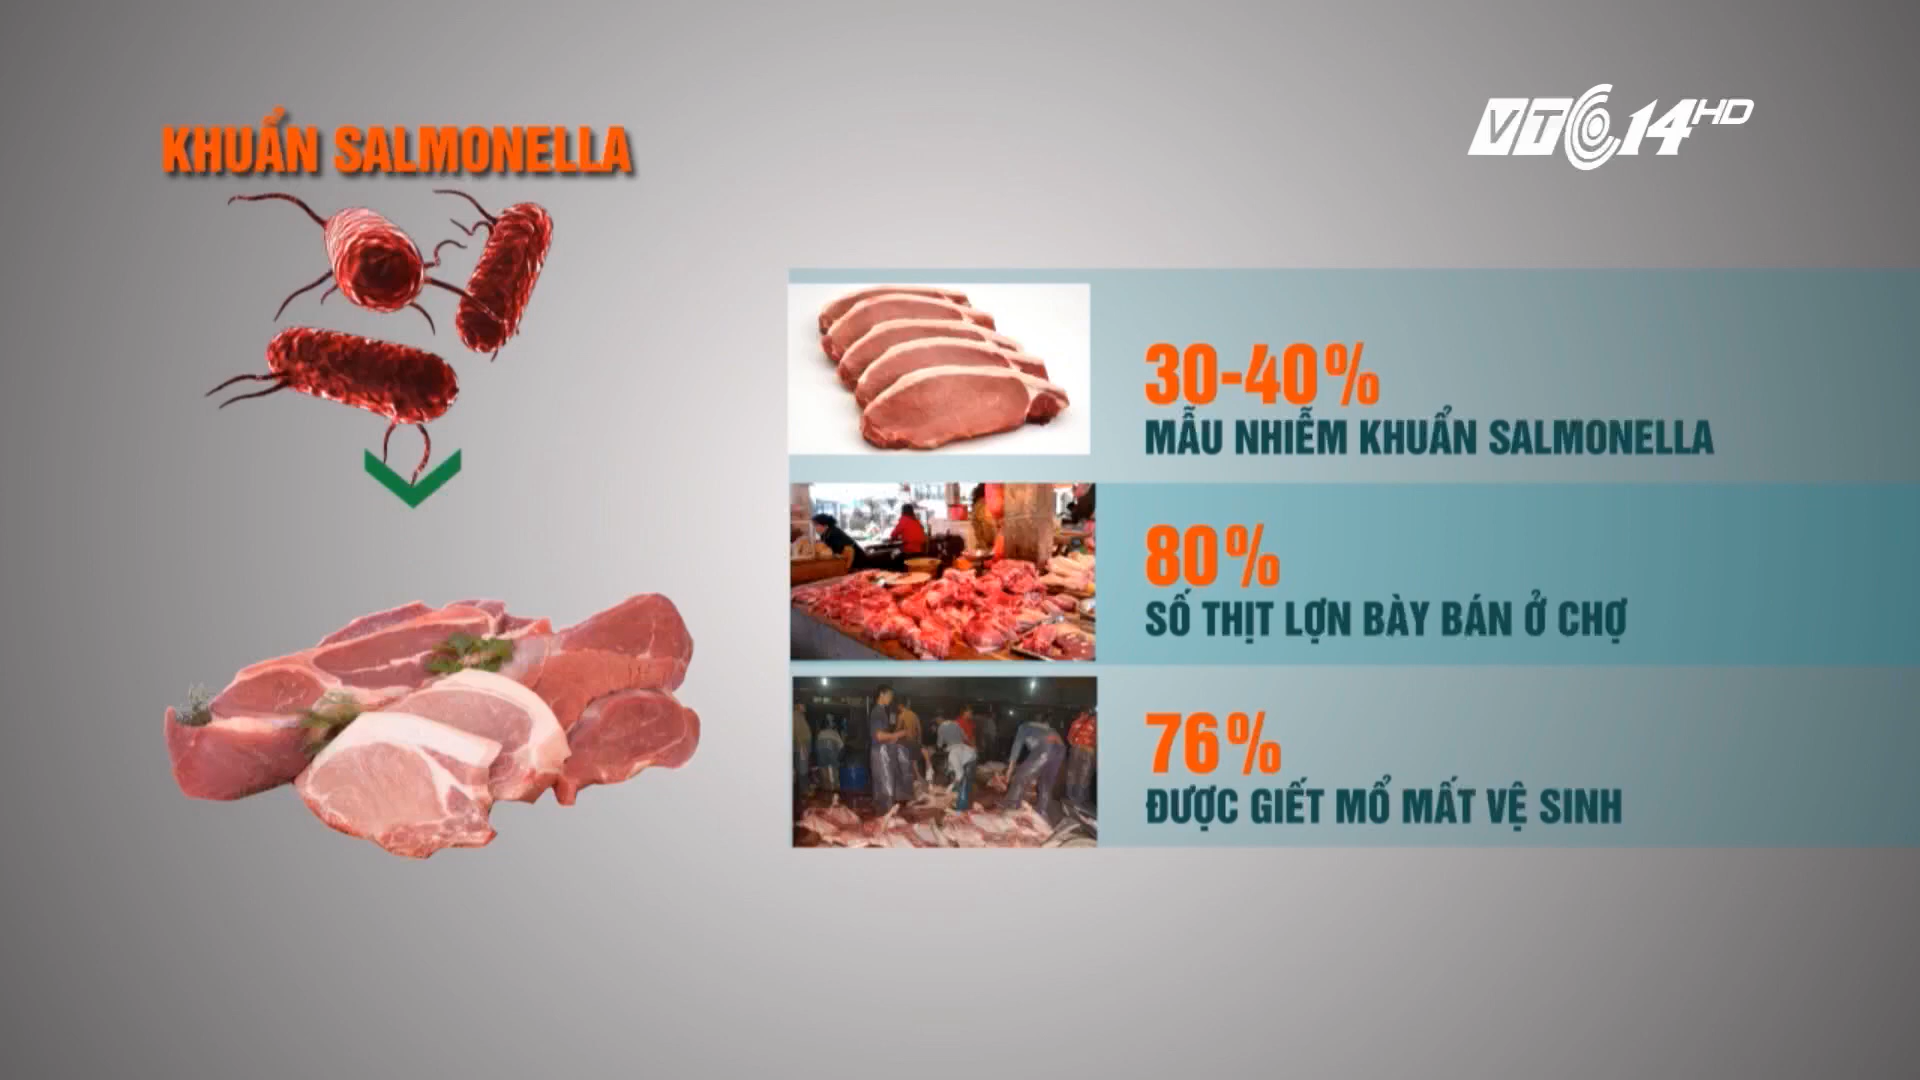 KHUẨN SALMONELLA
VTC14HD
30-40%
MẪU NHIỄM KHUẨN SALMONELLA
80%
SỐ THỊT LỢN BÀY BÁN Ở CHỢ
76%
ĐƯỢC GIẾT MỔ MẤT VỆ SINH